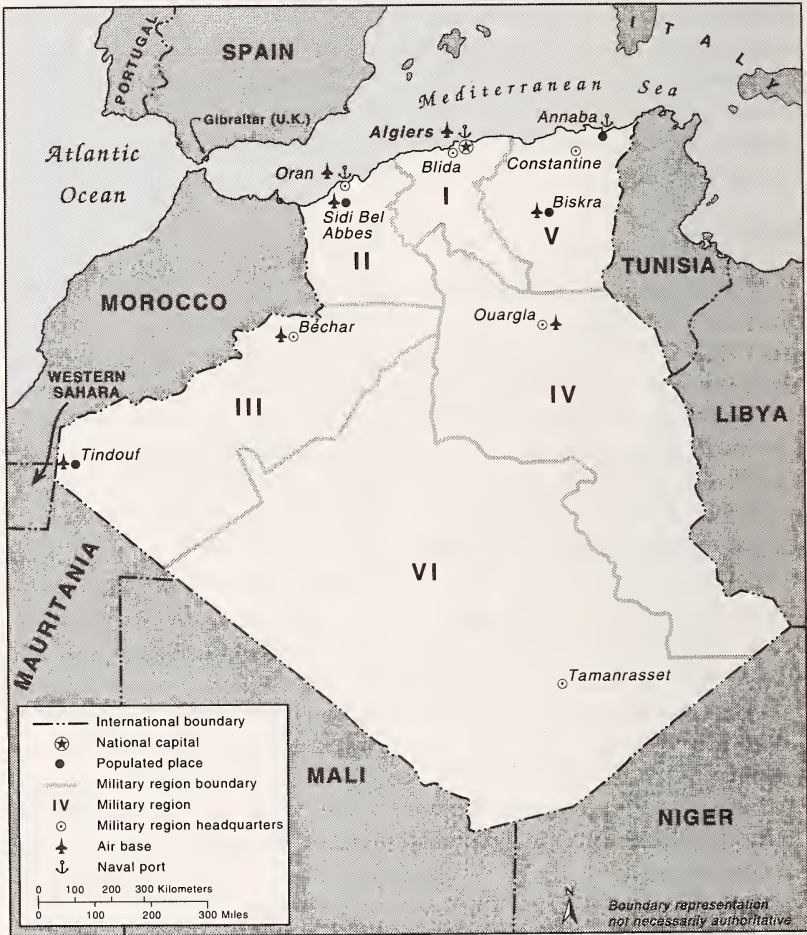 PORTUGAL
SPAIN
ITALY
Mediterranean Sea
Gibraltar (U.K.)
Atlantic
Ocean
Algiers
Annaba
Oran
Blida
Constantine
I
Sidi Bel
Abbes
Biskra
V
II
TUNISIA
MOROCCO
Ouargla
Béchar
WESTERN
SAHARA
III
IV
LIBYA
Tindouf
VI
MAURITANIA
Tamanrasset
MALI
NIGER
International boundary
National capital
Populated place
Military region boundary
IV Military region
Military region headquarters
Air base
Naval port
0 100 200 300 Kilometers
0 100 200 300 Miles
N
Boundary representation
not necessarily authoritative